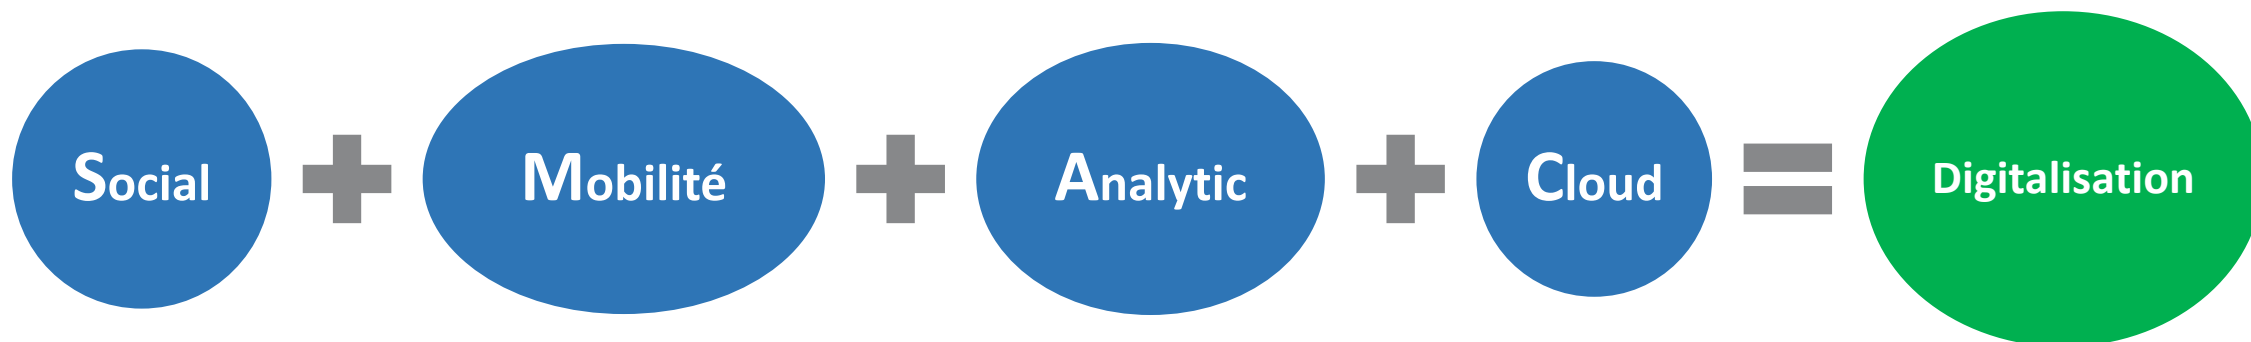 Social + Mobilité + Analytic + Cloud = Digitalisation